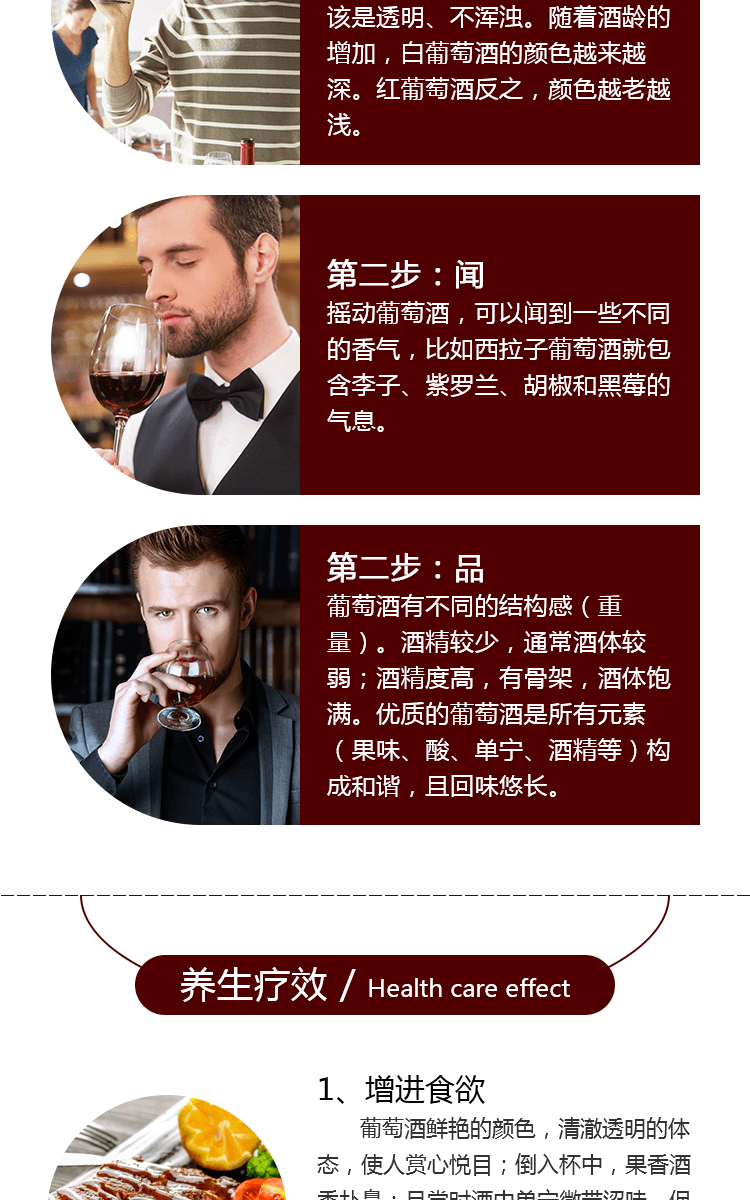 该是透明、不浑浊。随着酒龄的
增加，白葡萄酒的颜色越来越
深。红葡萄酒反之，颜色越老越
浅。
第二步：闻
摇动葡萄酒，可以闻到一些不同
的香气，比如西拉子葡萄酒就包
含李子、紫罗兰、胡椒和黑莓的
气息。
第二步：品
葡萄酒有不同的结构感（重
量）。酒精较少，通常酒体较
弱；酒精度高，有骨架，酒体饱
满。优质的葡萄酒是所有元素
（果味、酸、单宁、酒精等）构
成和谐，且回味悠长。
养生疗效 / Health care effect
1、增进食欲
葡萄酒鲜艳的颜色，清澈透明的体
态，使人赏心悦目；倒入杯中，果香酒
香扑鼻；品尝时酒中单宁微带涩味，促